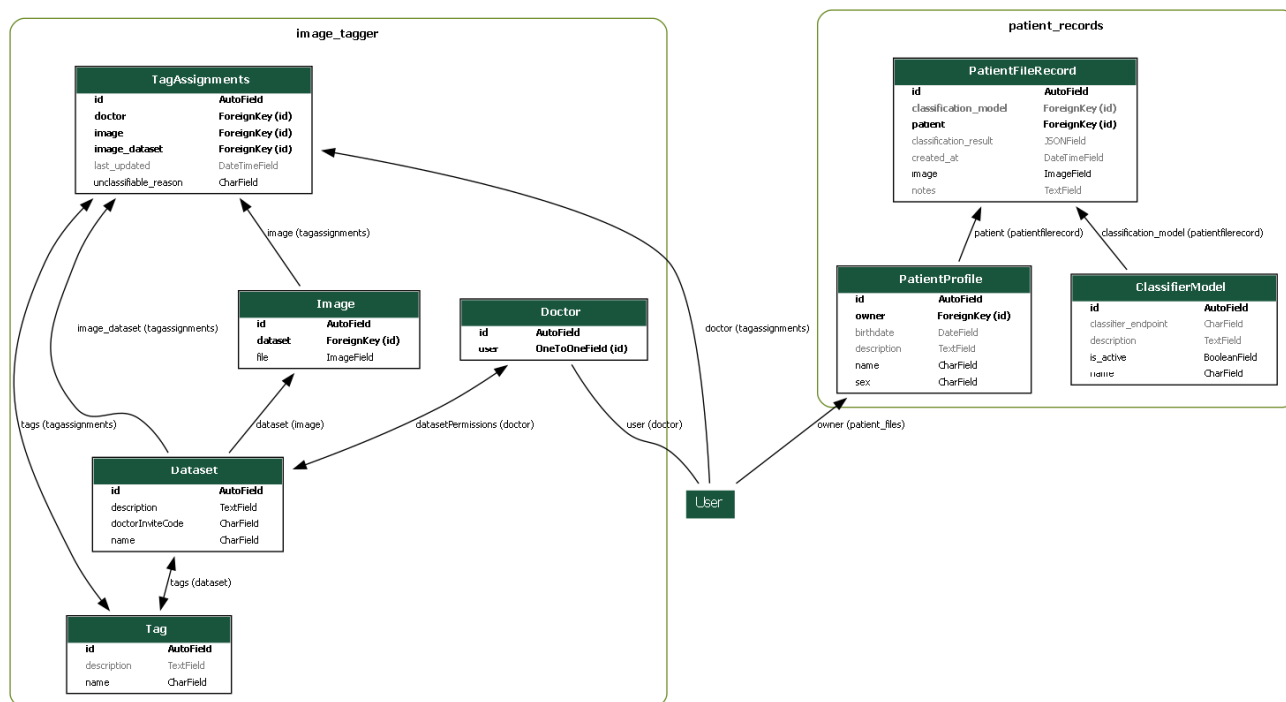 image_tagger
TagAssignments
id AutoField
doctor ForeignKey (id)
image ForeignKey (id)
image_dataset ForeignKey (id)
last_updated DateTimeField
unclassifiable_reason CharField
image (tagassignments)
image_dataset (tagassignments)
tags (tagassignments)
Image
id AutoField
dataset ForeignKey (id)
file ImageField
Doctor
id AutoField
user OneToOneField (id)
dataset (image)
datasetPermissions (doctor)
user (doctor)
doctor (tagassignments)
Dataset
id AutoField
description TextField
doctorInviteCode CharField
name CharField
tags (dataset)
Tag
id AutoField
description TextField
name CharField
User
owner (patient_files)
patient_records
PatientFileRecord
id AutoField
classification_model ForeignKey (id)
patient ForeignKey (id)
classification_result JSONField
created_at DateTimeField
image ImageField
notes TextField
patient (patientfilerecord)
classification_model (patientfilerecord)
PatientProfile
id AutoField
owner ForeignKey (id)
birthdate DateField
description TextField
name CharField
sex CharField
ClassifierModel
id AutoField
classifier_endpoint CharField
description TextField
is_active BooleanField
name CharField